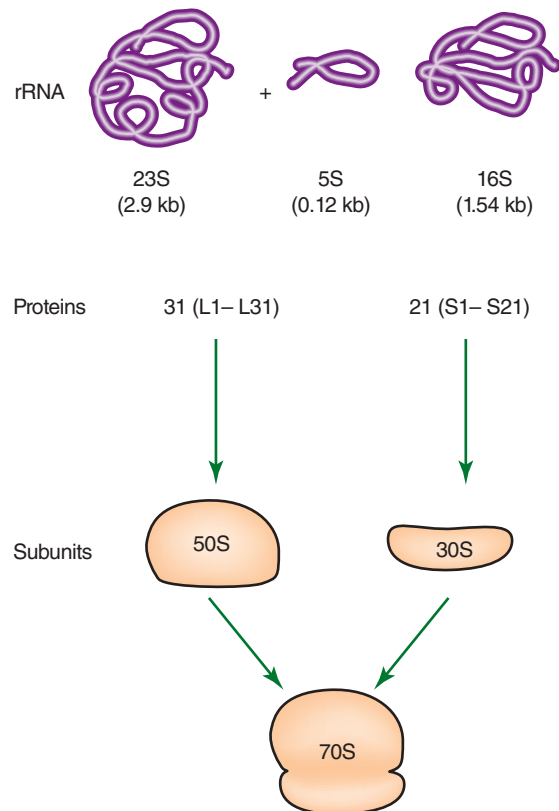 rRNA
+
23S
(2.9 kb)
5S
(0.12 kb)
16S
(1.54 kb)
Proteins
31 (L1– L31)
21 (S1– S21)
Subunits
50S
30S
70S